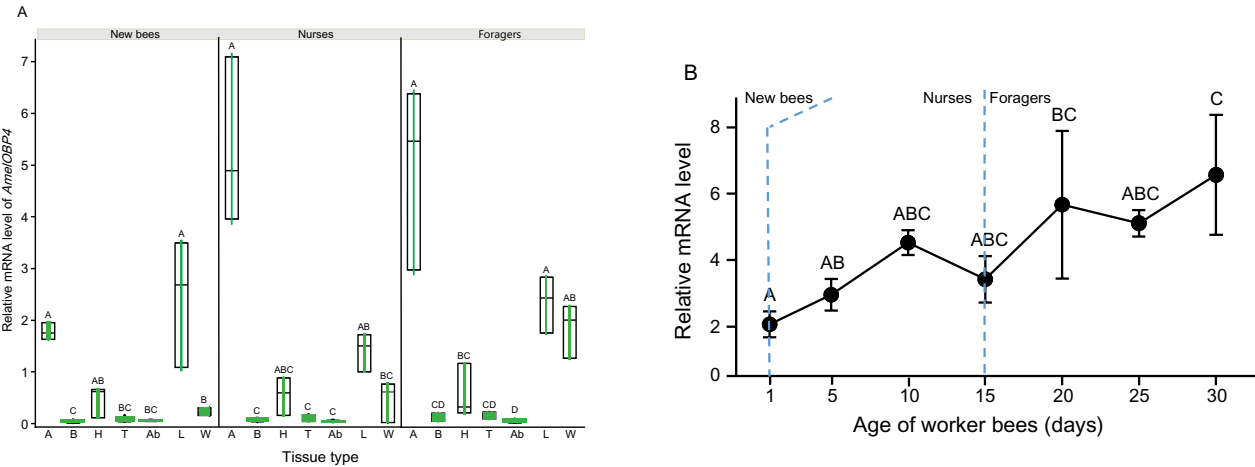 A
New bees Nurses Foragers
Relative mRNA level of AmelOBP4
7
6
5
4
3
2
1
0
A
C
AB
BC
BC
A
B
A
C
ABC
C
C
AB
BC
A
CD
BC
CD
D
A
AB
A B H T Ab L W A B H T Ab L W A B H T Ab L W
Tissue type
B
New bees Nurses Foragers
Relative mRNA level
8
6
4
2
0
A
AB
ABC
ABC
BC
ABC
C
1 5 10 15 20 25 30
Age of worker bees (days)